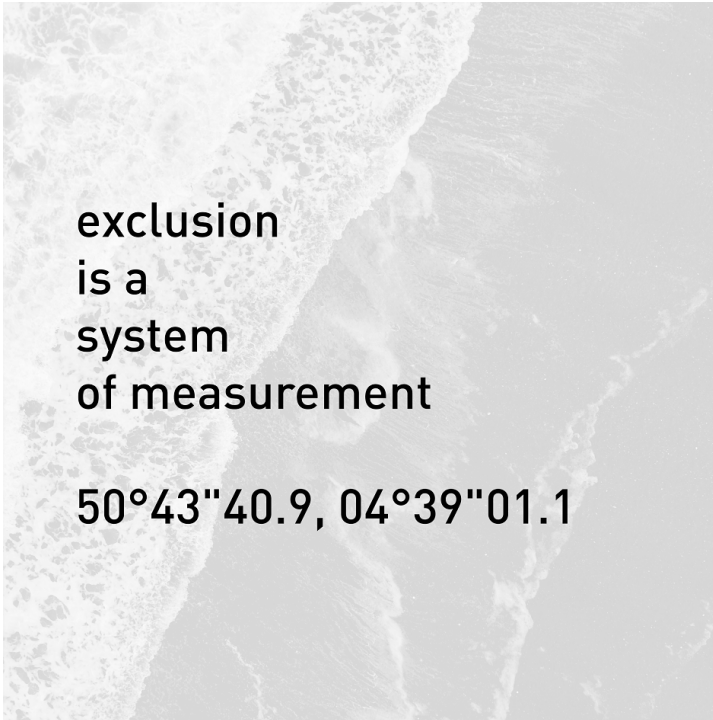 exclusion
is a
system
of measurement
50°43"40.9, 04°39"01.1